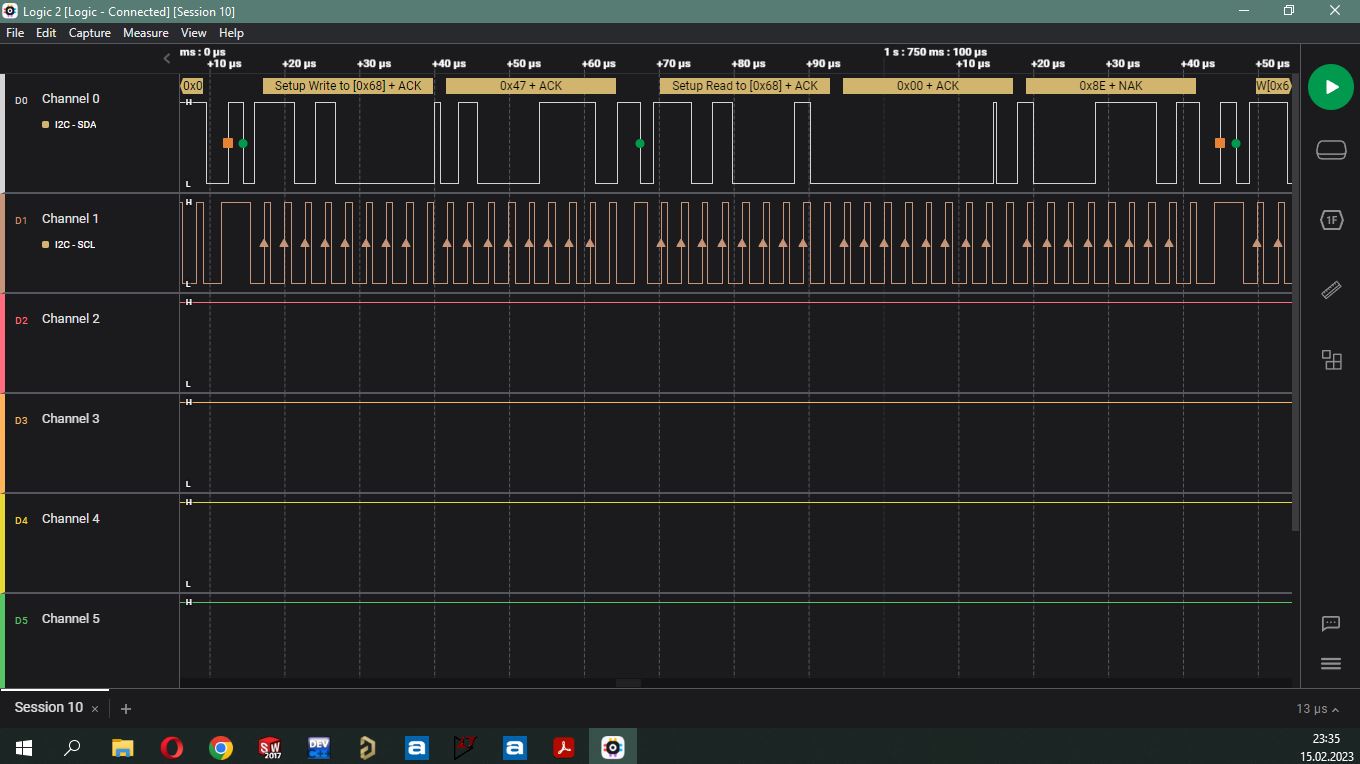 Logic 2 [Logic - Connected] [Session 10]
File Edit Capture Measure View Help
ms : 0 µs 1 s : 750 ms : 100 µs
+10 µs +20 µs +30 µs +40 µs +50 µs +60 µs +70 µs +80 µs +90 µs +10 µs +20 µs +30 µs +40 µs +50 µs
0x0 Setup Write to [0x68] + ACK 0x47 + ACK Setup Read to [0x68] + ACK 0x00 + ACK 0x8E + NAK W[0x6
D0 Channel 0
H
I2C - SDA
L
D1 Channel 1
H
I2C - SCL
L
1F
D2 Channel 2
H
L
D3 Channel 3
H
L
D4 Channel 4
H
L
D5 Channel 5
H
Session 10 × +
13 µs
SW
2017
DEV
C++
a
a
23:35
15.02.2023